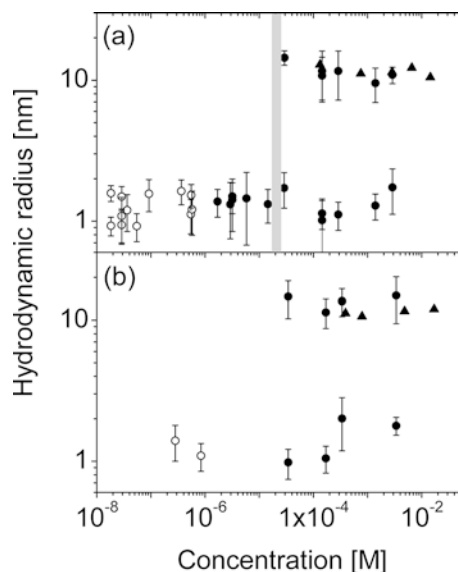 (a)
10
1
(b)
10
1
Hydrodynamic radius [nm]
10⁻⁸ 10⁻⁶ 1x10⁻⁴ 10⁻²
Concentration [M]